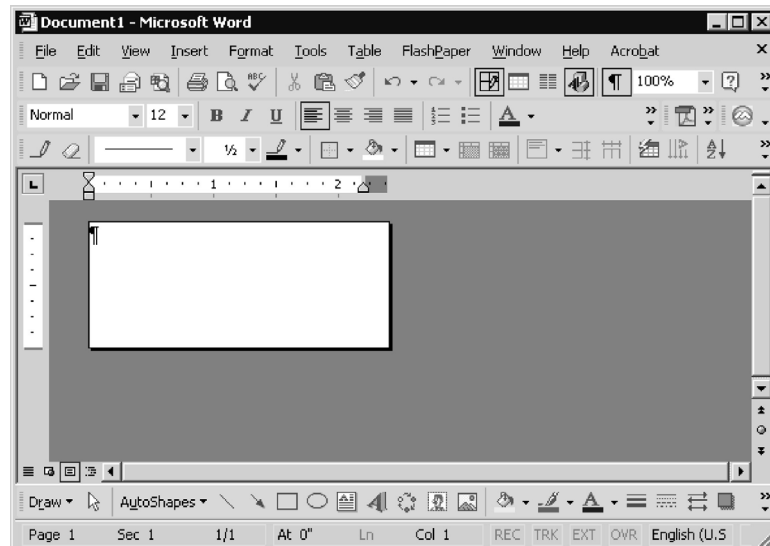 Document1 - Microsoft Word
File Edit View Insert Format Tools Table FlashPaper Window Help Acrobat
ABC 100%
Normal 12 B I U A
½
1 2
¶
Draw AutoShapes A A
Page 1 Sec 1 1/1 At 0" Ln Col 1 REC TRK EXT OVR English (U.S